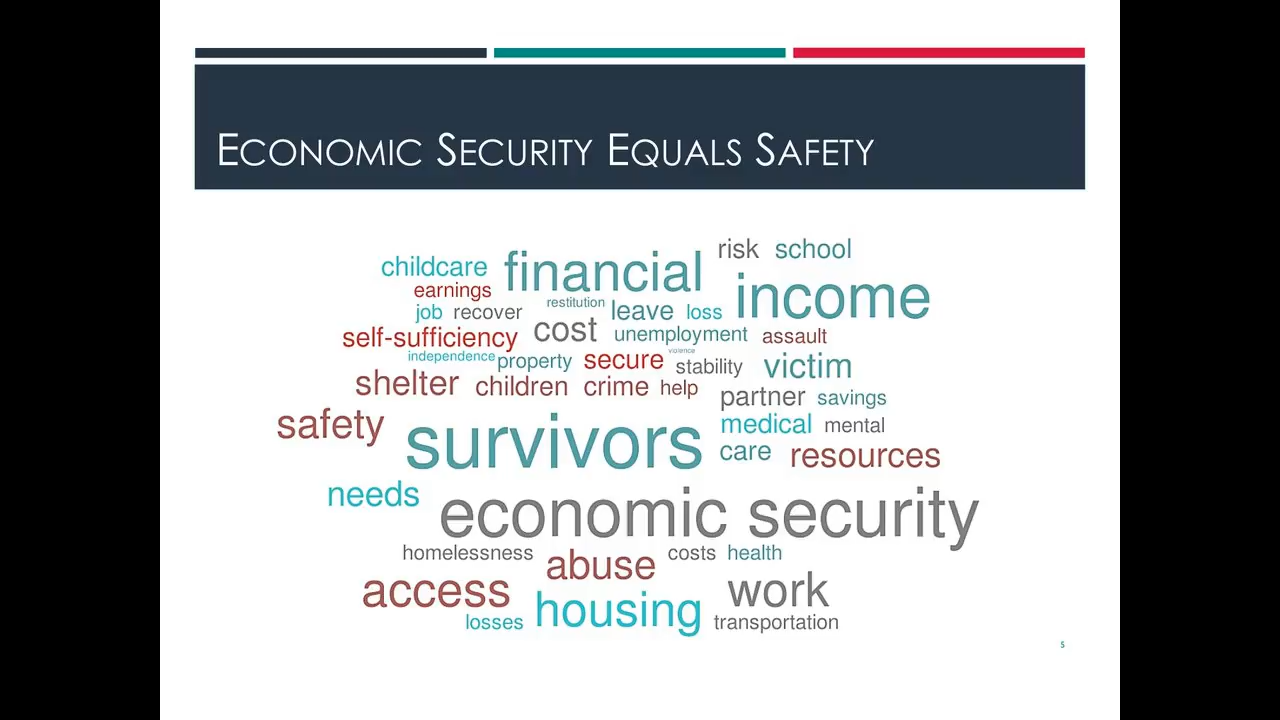 ECONOMIC SECURITY EQUALS SAFETY
risk school
childcare financial
earnings income
restitution
job recover leave loss
self-sufficiency cost unemployment assault
independence property secure violence stability victim
shelter children crime help
partner savings
safety survivors medical mental
care resources
needs economic security
homelessness abuse costs health
access housing work
losses transportation
5